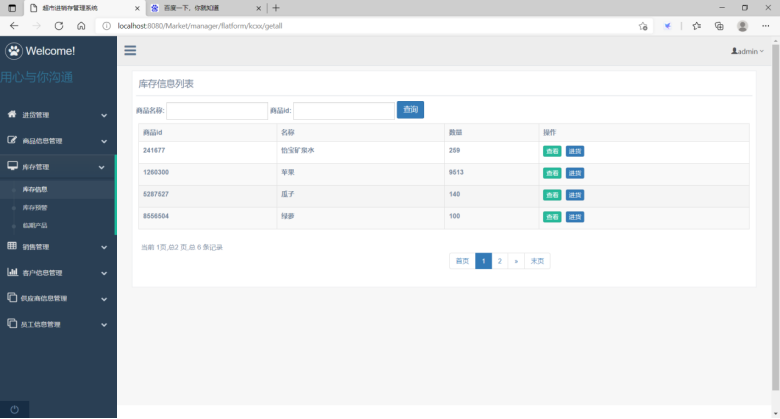 超市进销存管理系统
百度一下，你就知道
localhost:8080/Market/manager/flatform/kcxx/getall
Welcome!
admin
用心与你沟通
进货管理
商品信息管理
库存管理
库存信息
库存预警
临期产品
销售管理
客户信息管理
供应商信息管理
员工信息管理
库存信息列表
商品名称: 商品id: 查询
商品id 名称 数量 操作
241677 怡宝矿泉水 259 查看 进货
1260300 苹果 9513 查看 进货
5287527 瓜子 140 查看 进货
8556504 绿萝 100 查看 进货
当前 1页,总2 页,总 6 条记录
首页 1 2 » 末页